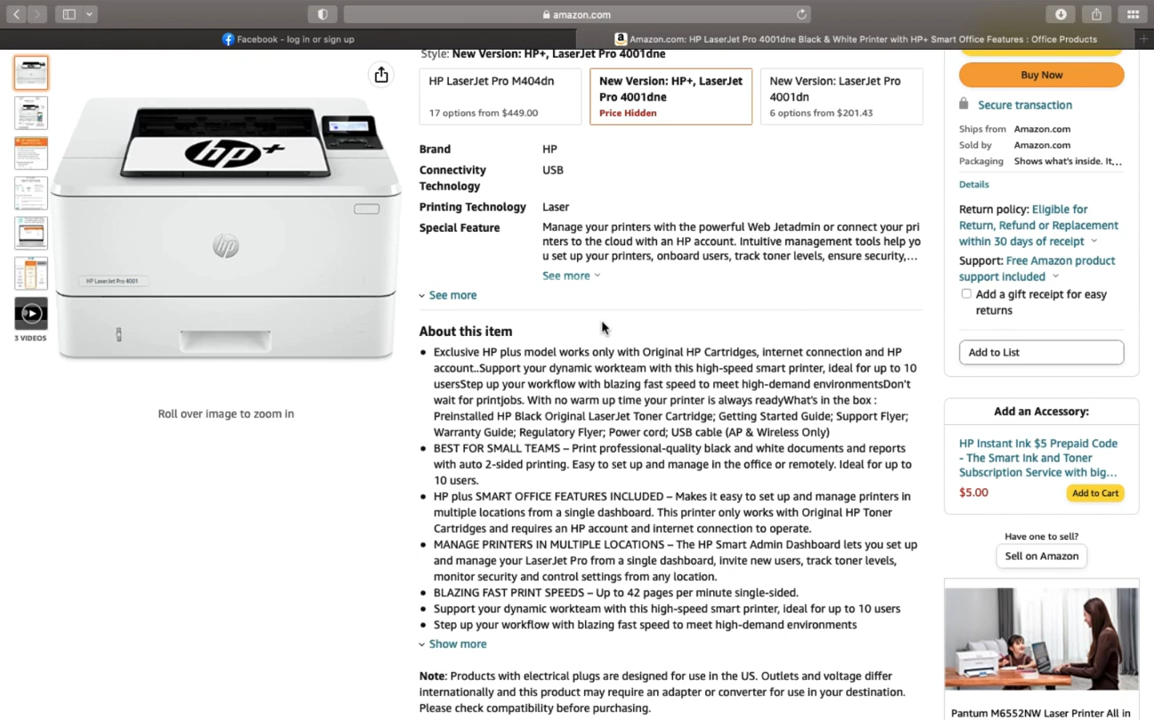 amazon.com
Facebook - log in or sign up
Amazon.com: HP LaserJet Pro 4001dne Black & White Printer with HP+ Smart Office Features : Office Products
hp+
hp
HP LaserJet Pro 4001
3 VIDEOS
Roll over image to zoom in
Style: New Version: HP+, LaserJet Pro 4001dne
HP LaserJet Pro M404dn
17 options from $449.00
New Version: HP+, LaserJet
Pro 4001dne
Price Hidden
New Version: LaserJet Pro
4001dn
6 options from $201.43
Brand HP
Connectivity USB
Technology
Printing Technology Laser
Special Feature Manage your printers with the powerful Web Jetadmin or connect your pri
nters to the cloud with an HP account. Intuitive management tools help yo
u set up your printers, onboard users, track toner levels, ensure security,...
See more
See more
About this item
Exclusive HP plus model works only with Original HP Cartridges, internet connection and HP
account..Support your dynamic workteam with this high-speed smart printer, ideal for up to 10
usersStep up your workflow with blazing fast speed to meet high-demand environmentsDon't
wait for printjobs. With no warm up time your printer is always readyWhat's in the box :
Preinstalled HP Black Original LaserJet Toner Cartridge; Getting Started Guide; Support Flyer;
Warranty Guide; Regulatory Flyer; Power cord; USB cable (AP & Wireless Only)
BEST FOR SMALL TEAMS – Print professional-quality black and white documents and reports
with auto 2-sided printing. Easy to set up and manage in the office or remotely. Ideal for up to
10 users.
HP plus SMART OFFICE FEATURES INCLUDED – Makes it easy to set up and manage printers in
multiple locations from a single dashboard. This printer only works with Original HP Toner
Cartridges and requires an HP account and internet connection to operate.
MANAGE PRINTERS IN MULTIPLE LOCATIONS – The HP Smart Admin Dashboard lets you set up
and manage your LaserJet Pro from a single dashboard, invite new users, track toner levels,
monitor security and control settings from any location.
BLAZING FAST PRINT SPEEDS – Up to 42 pages per minute single-sided.
Support your dynamic workteam with this high-speed smart printer, ideal for up to 10 users
Step up your workflow with blazing fast speed to meet high-demand environments
Show more
Note: Products with electrical plugs are designed for use in the US. Outlets and voltage differ
internationally and this product may require an adapter or converter for use in your destination.
Please check compatibility before purchasing.
Buy Now
Secure transaction
Ships from Amazon.com
Sold by Amazon.com
Packaging Shows what's inside. It...
Details
Return policy: Eligible for
Return, Refund or Replacement
within 30 days of receipt
Support: Free Amazon product
support included
Add a gift receipt for easy
returns
Add to List
Add an Accessory:
HP Instant Ink $5 Prepaid Code
- The Smart Ink and Toner
Subscription Service with big...
$5.00 Add to Cart
Have one to sell?
Sell on Amazon
Pantum M6552NW Laser Printer All in